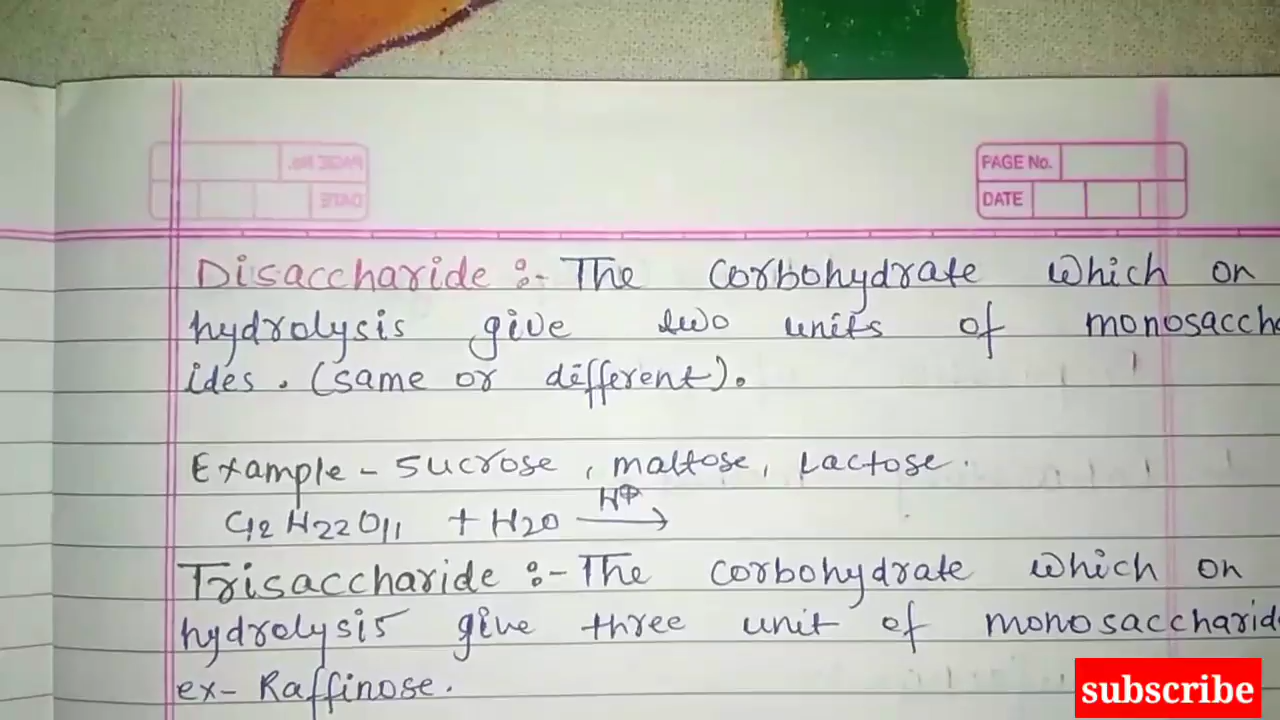 PAGE No.
DATE
Disaccharide :- The Corbohydrate which on
hydrolysis give two units of monosaccha
ides. (same or different).
Example - Sucrose, maltose, Lactose.
C12H22O11 + H2O H⊕ →
Trisaccharide :- The corbohydrate which on
hydrolysis give three unit of monosaccharid
ex- Raffinose.
subscribe